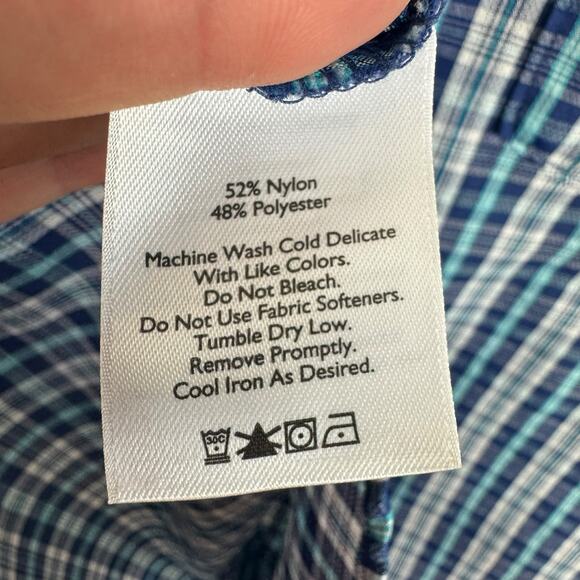 52% Nylon
48% Polyester
Machine Wash Cold Delicate
With Like Colors.
Do Not Bleach.
Do Not Use Fabric Softeners.
Tumble Dry Low.
Remove Promptly.
Cool Iron As Desired.
30C